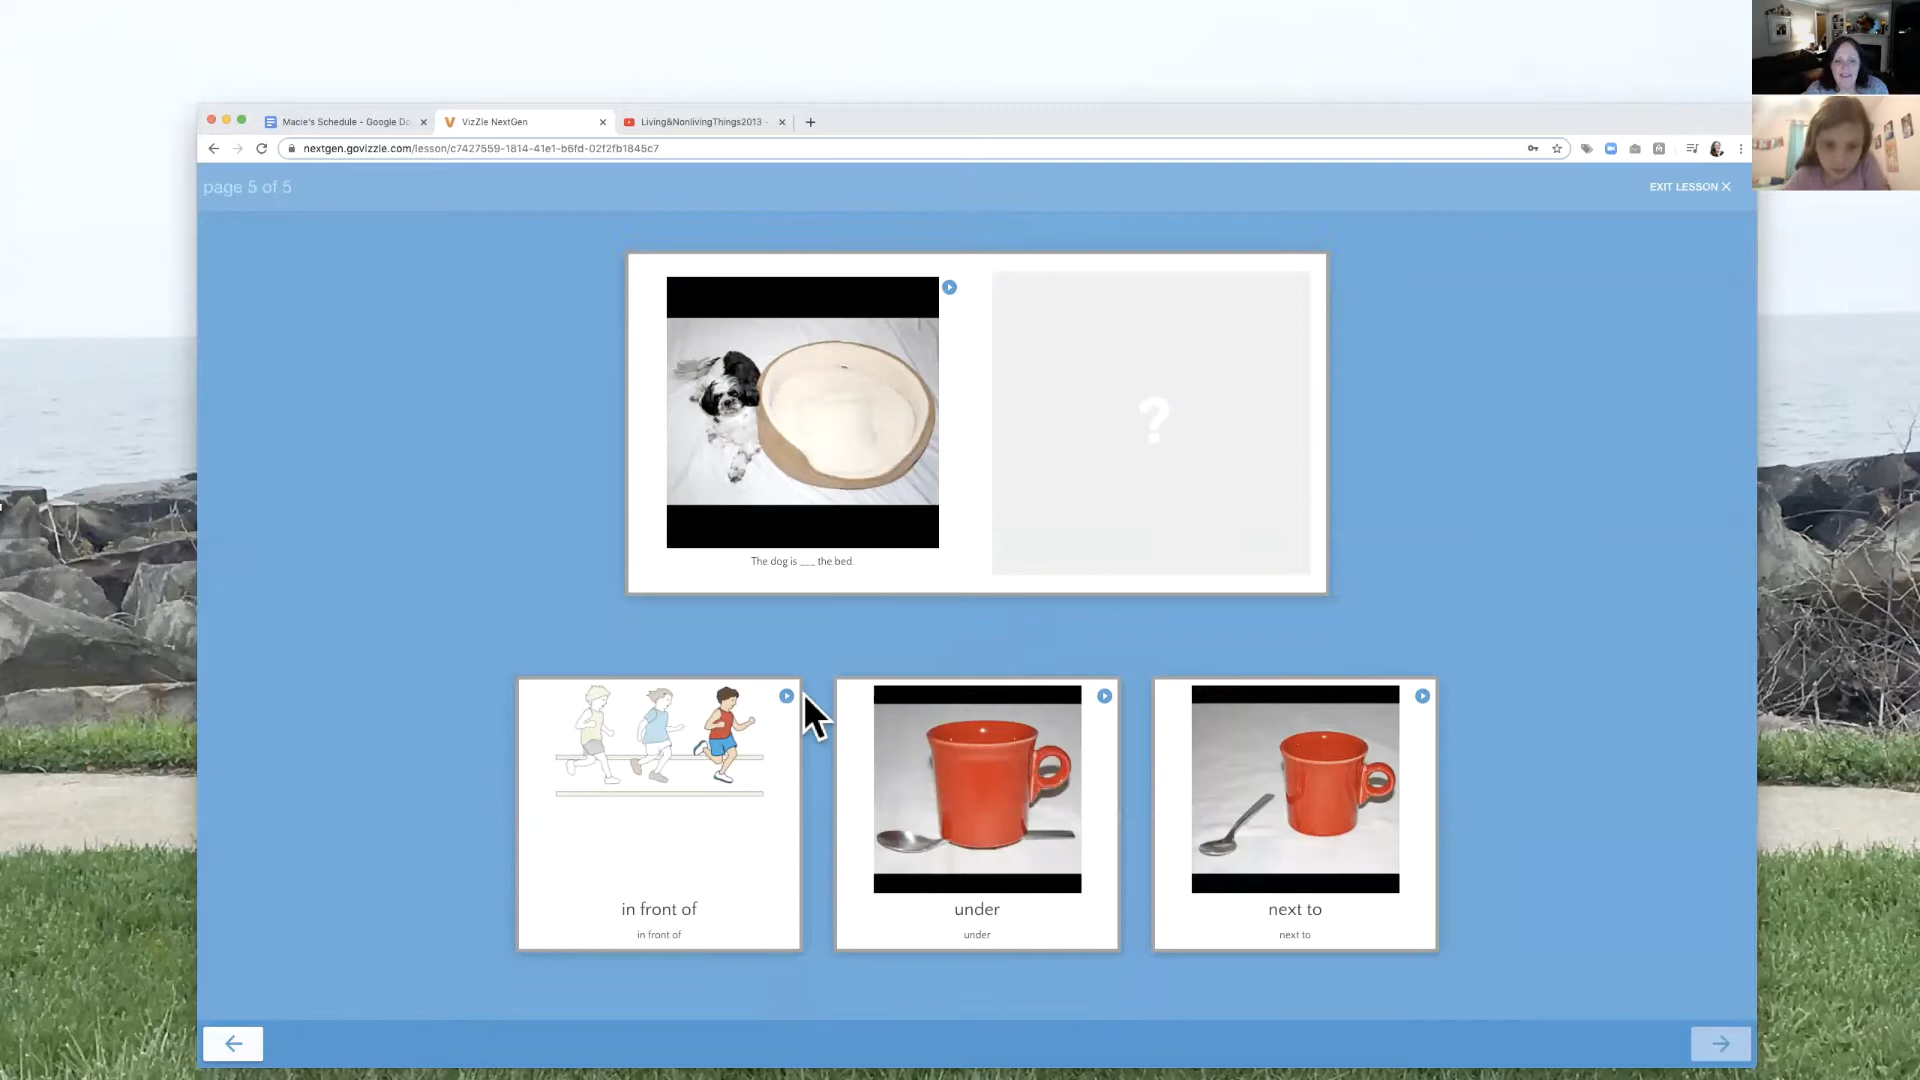 Macie's Schedule - Google Do
VizZle NextGen
Living&NonlivingThings2013 -
nextgen.govizzle.com/lesson/c7427559-1814-41e1-b6fd-02f2fb1845c7
page 5 of 5
EXIT LESSON
?
The dog is ___ the bed.
in front of
in front of
under
under
next to
next to